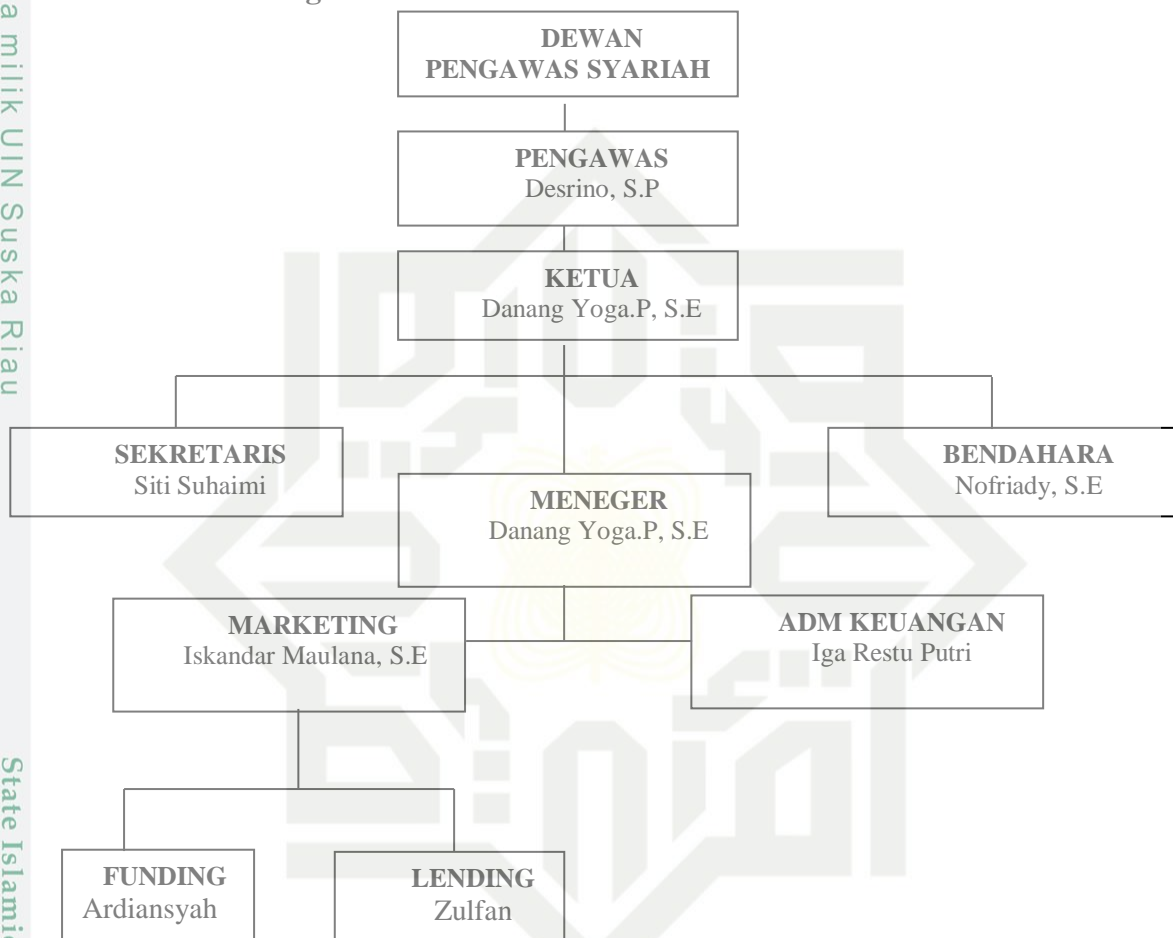 a milik UIN Suska Riau
State Islamic
DEWAN
PENGAWAS SYARIAH
PENGAWAS
Desrino, S.P
KETUA
Danang Yoga.P, S.E
SEKRETARIS
Siti Suhaimi
BENDAHARA
Nofriady, S.E
MENEGER
Danang Yoga.P, S.E
MARKETING
Iskandar Maulana, S.E
ADM KEUANGAN
Iga Restu Putri
FUNDING
Ardiansyah
LENDING
Zulfan